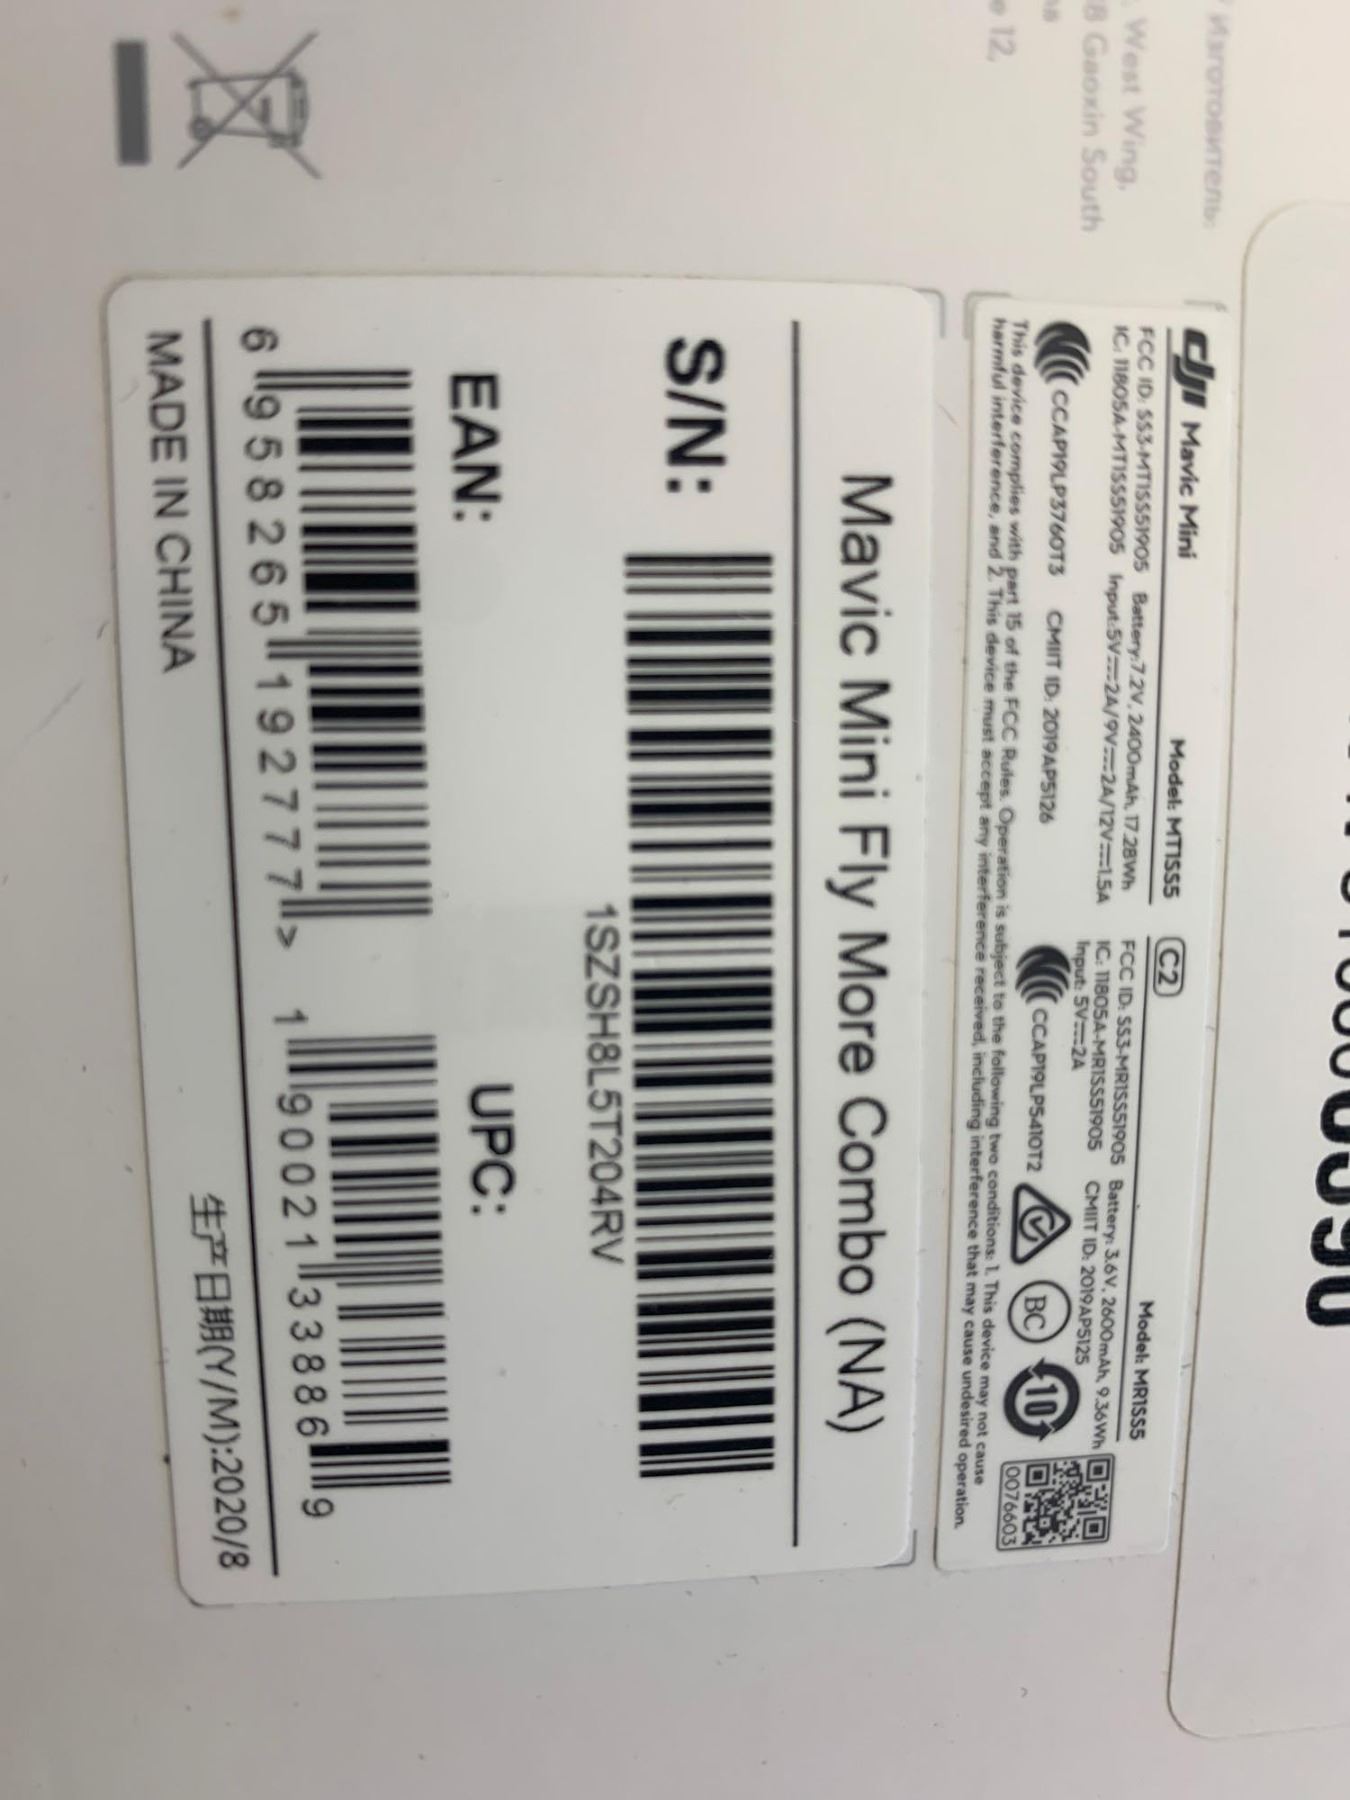 Изготовитель:
West Wing,
8 Gaoxin South
e 12,
dji Mavic Mini
Model: MT1SS5
FCC ID: SS3-MT1SS51905 Battery:7.2V, 2400mAh, 17.28Wh
IC: 11805A-MT1SS51905 Input:5V⎓2A/9V⎓2A/12V⎓1.5A
CCAP19LP3760T3 CMIIT ID: 2019AP5126
C2
Model: MR1SS5
FCC ID: SS3-MR1SS51905 Battery: 3.6V, 2600mAh, 9.36Wh
IC: 11805A-MR1SS51905 CMIIT ID: 2019AP5125
Input: 5V⎓2A
CCAP19LP5410T2
BC
10
0076603
This device complies with part 15 of the FCC Rules. Operation is subject to the following two conditions: 1. This device may not cause
harmful interference, and 2. This device must accept any interference received, including interference that may cause undesired operation.
Mavic Mini Fly More Combo (NA)
S/N:
1SZSH8L5T204RV
EAN:
6 958265 192777 >
UPC:
1 90021 33886 9
MADE IN CHINA
生产日期(Y/M):2020/8